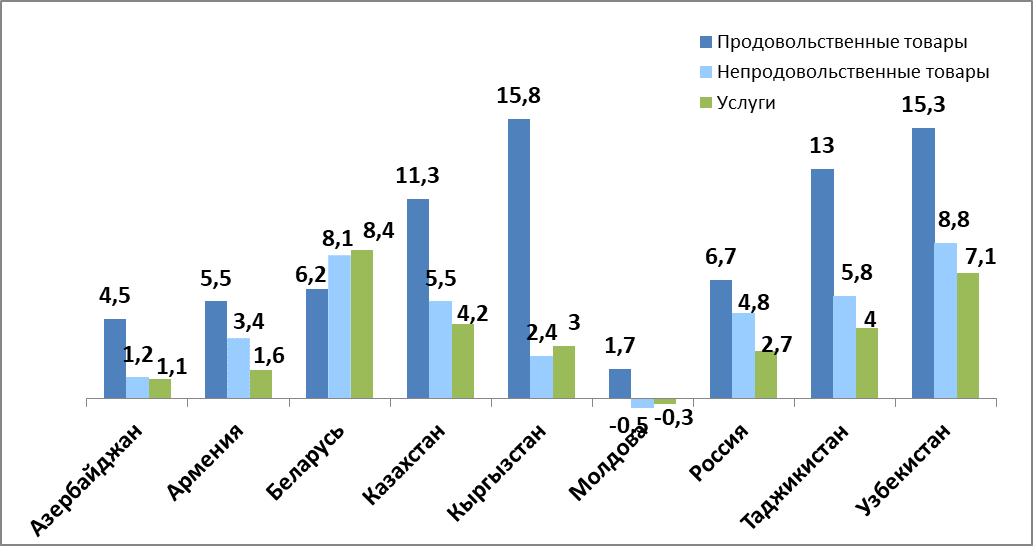 Продовольственные товары
Непродовольственные товары
Услуги
4,5
1,2
1,1
5,5
3,4
1,6
6,2
8,1
8,4
11,3
5,5
4,2
15,8
2,4
3
1,7
-0,5
-0,3
6,7
4,8
2,7
13
5,8
4
15,3
8,8
7,1
Азербайджан
Армения
Беларусь
Казахстан
Кыргызстан
Молдова
Россия
Таджикистан
Узбекистан